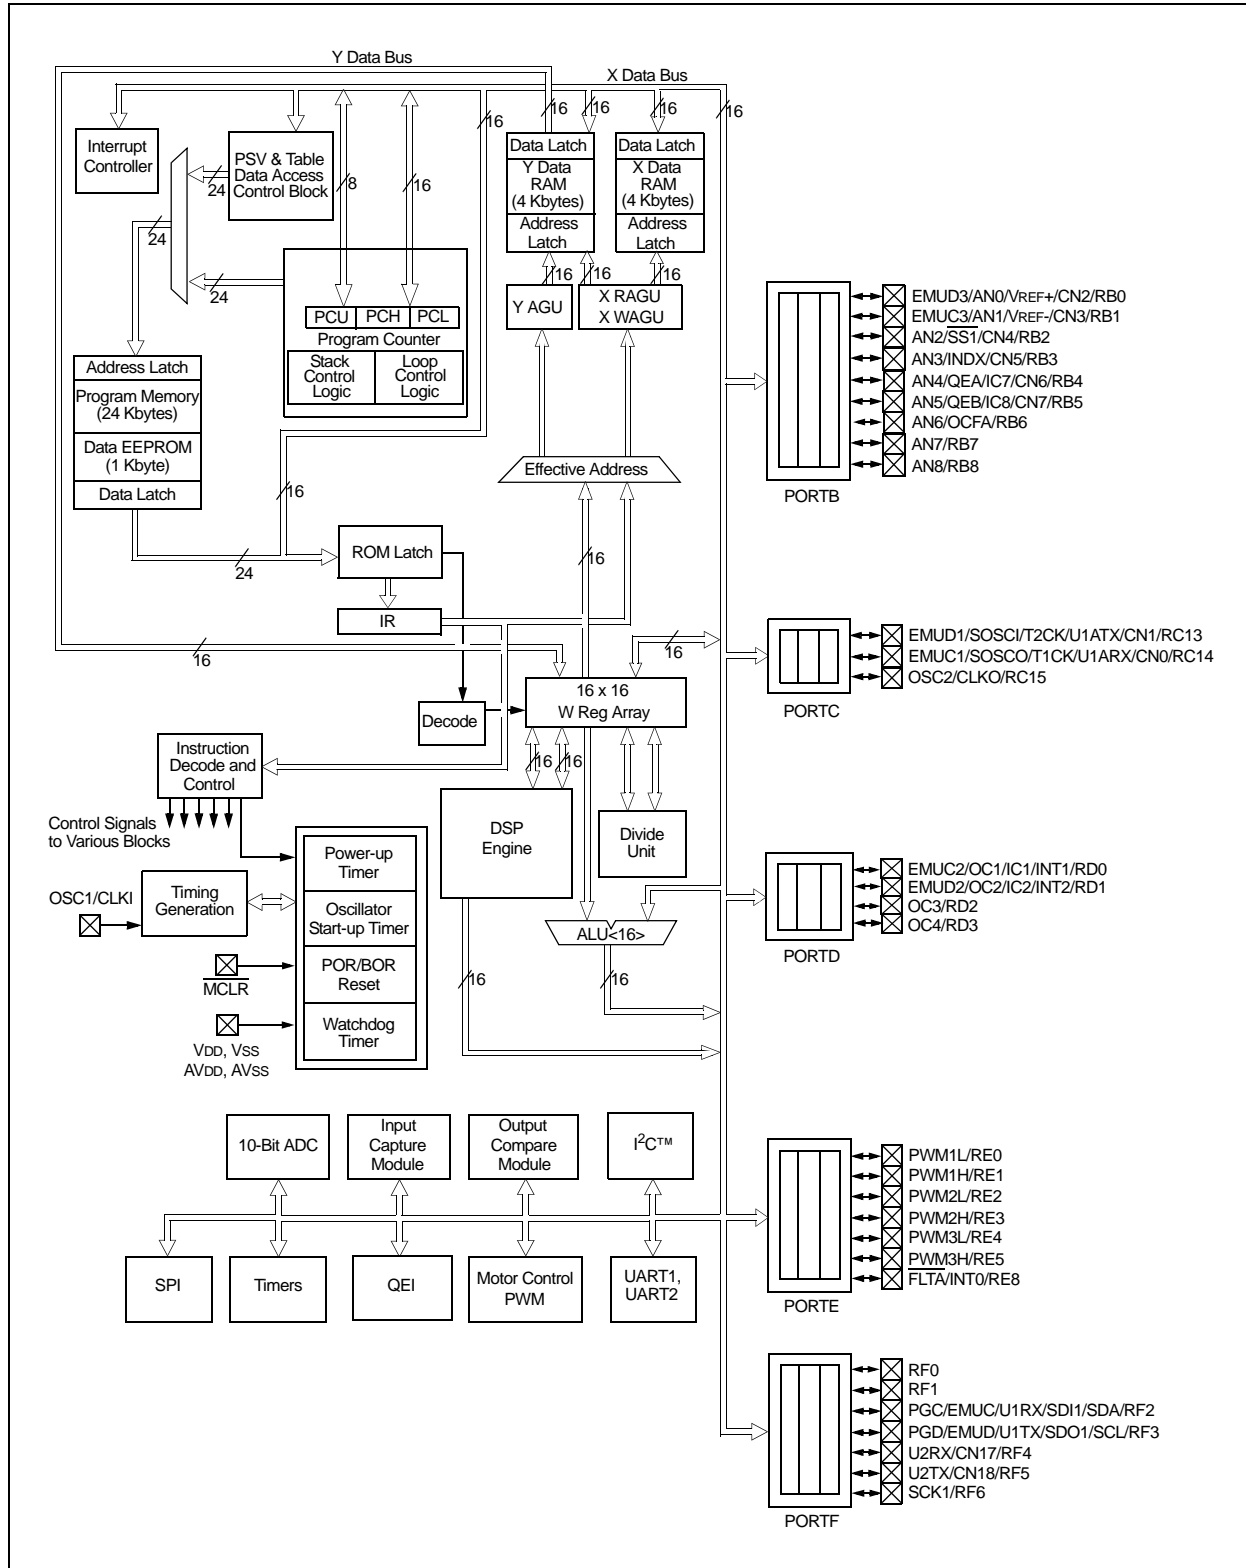 Y Data Bus
X Data Bus
16
16
16
16
16
Interrupt
Controller
PSV & Table
Data Access
Control Block
24
8
16
24
24
Data Latch
Y Data
RAM
(4 Kbytes)
Address
Latch
Data Latch
X Data
RAM
(4 Kbytes)
Address
Latch
16
16
16
Y AGU
X RAGU
X WAGU
PCU
PCH
PCL
Program Counter
Stack
Control
Logic
Loop
Control
Logic
Address Latch
Program Memory
(24 Kbytes)
Data EEPROM
(1 Kbyte)
Data Latch
16
24
Effective Address
ROM Latch
16
IR
16
16
16 x 16
W Reg Array
Decode
Instruction
Decode and
Control
16
16
Control Signals
to Various Blocks
DSP
Engine
Divide
Unit
OSC1/CLKI
Timing
Generation
Power-up
Timer
Oscillator
Start-up Timer
POR/BOR
Reset
Watchdog
Timer
MCLR
VDD, VSS
AVDD, AVSS
ALU<16>
16
16
10-Bit ADC
Input
Capture
Module
Output
Compare
Module
I²C™
SPI
Timers
QEI
Motor Control
PWM
UART1,
UART2
EMUD3/AN0/VREF+/CN2/RB0
EMUC3/AN1/VREF-/CN3/RB1
AN2/SS1/CN4/RB2
AN3/INDX/CN5/RB3
AN4/QEA/IC7/CN6/RB4
AN5/QEB/IC8/CN7/RB5
AN6/OCFA/RB6
AN7/RB7
AN8/RB8
PORTB
EMUD1/SOSCI/T2CK/U1ATX/CN1/RC13
EMUC1/SOSCO/T1CK/U1ARX/CN0/RC14
OSC2/CLKO/RC15
PORTC
EMUC2/OC1/IC1/INT1/RD0
EMUD2/OC2/IC2/INT2/RD1
OC3/RD2
OC4/RD3
PORTD
PWM1L/RE0
PWM1H/RE1
PWM2L/RE2
PWM2H/RE3
PWM3L/RE4
PWM3H/RE5
FLTA/INT0/RE8
PORTE
RF0
RF1
PGC/EMUC/U1RX/SDI1/SDA/RF2
PGD/EMUD/U1TX/SDO1/SCL/RF3
U2RX/CN17/RF4
U2TX/CN18/RF5
SCK1/RF6
PORTF